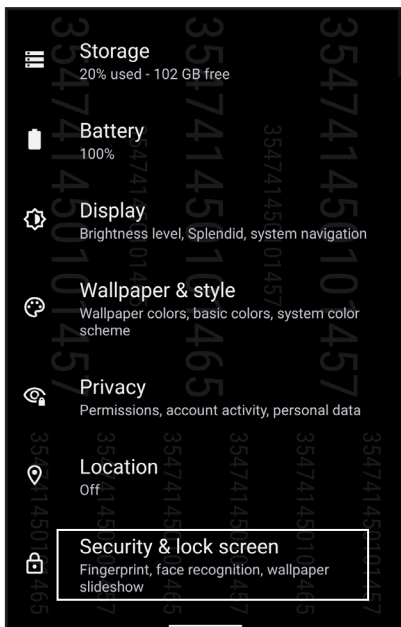 Storage
20% used - 102 GB free
Battery
100%
Display
Brightness level, Splendid, system navigation
Wallpaper & style
Wallpaper colors, basic colors, system color
scheme
Privacy
Permissions, account activity, personal data
Location
Off
Security & lock screen
Fingerprint, face recognition, wallpaper
slideshow